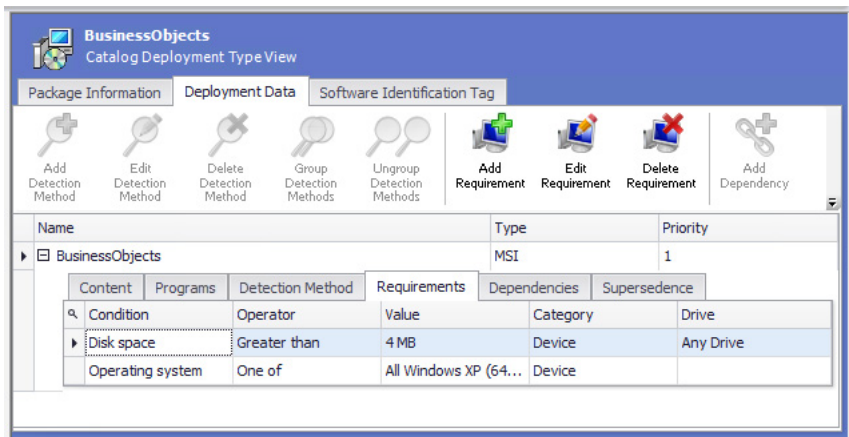 BusinessObjects
Catalog Deployment Type View
Package Information Deployment Data Software Identification Tag
Add Detection Method
Edit Detection Method
Delete Detection Method
Group Detection Methods
Ungroup Detection Methods
Add Requirement
Edit Requirement
Delete Requirement
Add Dependency
Name Type Priority
BusinessObjects MSI 1
Content Programs Detection Method Requirements Dependencies Supersedence
Condition Operator Value Category Drive
Disk space Greater than 4 MB Device Any Drive
Operating system One of All Windows XP (64... Device